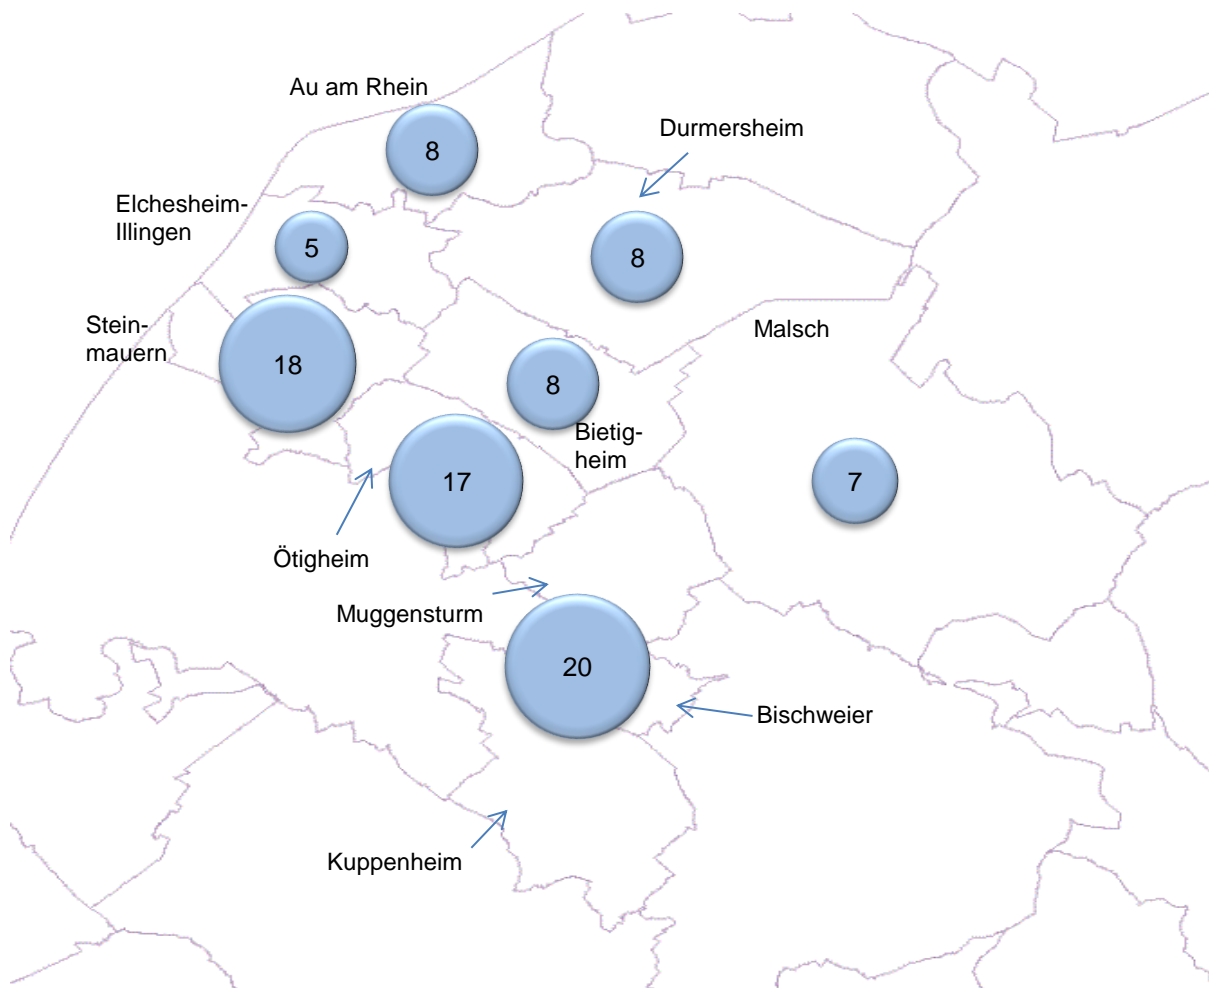 Au am Rhein
8
Durmersheim
Elchesheim-
Illingen
5
8
Stein-
mauern
18
Malsch
8
Bietig-
heim
17
7
Ötigheim
Muggensturm
20
Bischweier
Kuppenheim